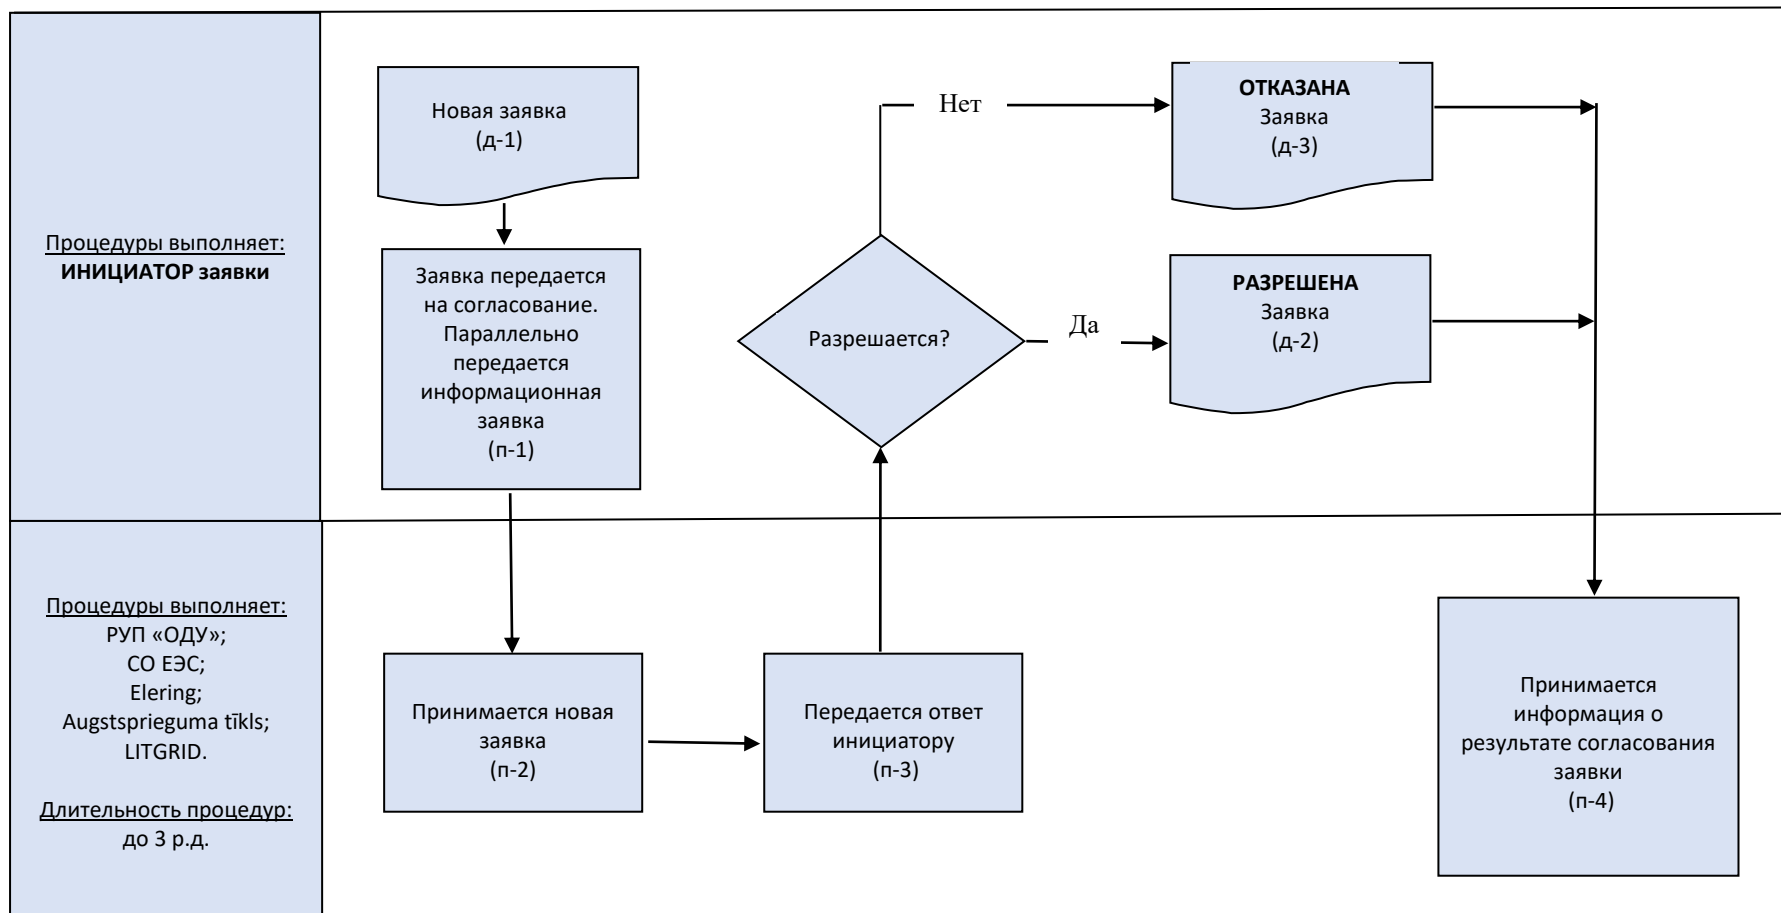 Процедуры выполняет:
ИНИЦИАТОР заявки
Новая заявка
(д-1)
Заявка передается
на согласование.
Параллельно
передается
информационная
заявка
(п-1)
Разрешается?
Нет
Да
ОТКАЗАНА
Заявка
(д-3)
РАЗРЕШЕНА
Заявка
(д-2)
Процедуры выполняет:
РУП «ОДУ»;
СО ЕЭС;
Elering;
Augstsprieguma tīkls;
LITGRID.
Длительность процедур:
до 3 р.д.
Принимается новая
заявка
(п-2)
Передается ответ
инициатору
(п-3)
Принимается
информация о
результате согласования
заявки
(п-4)